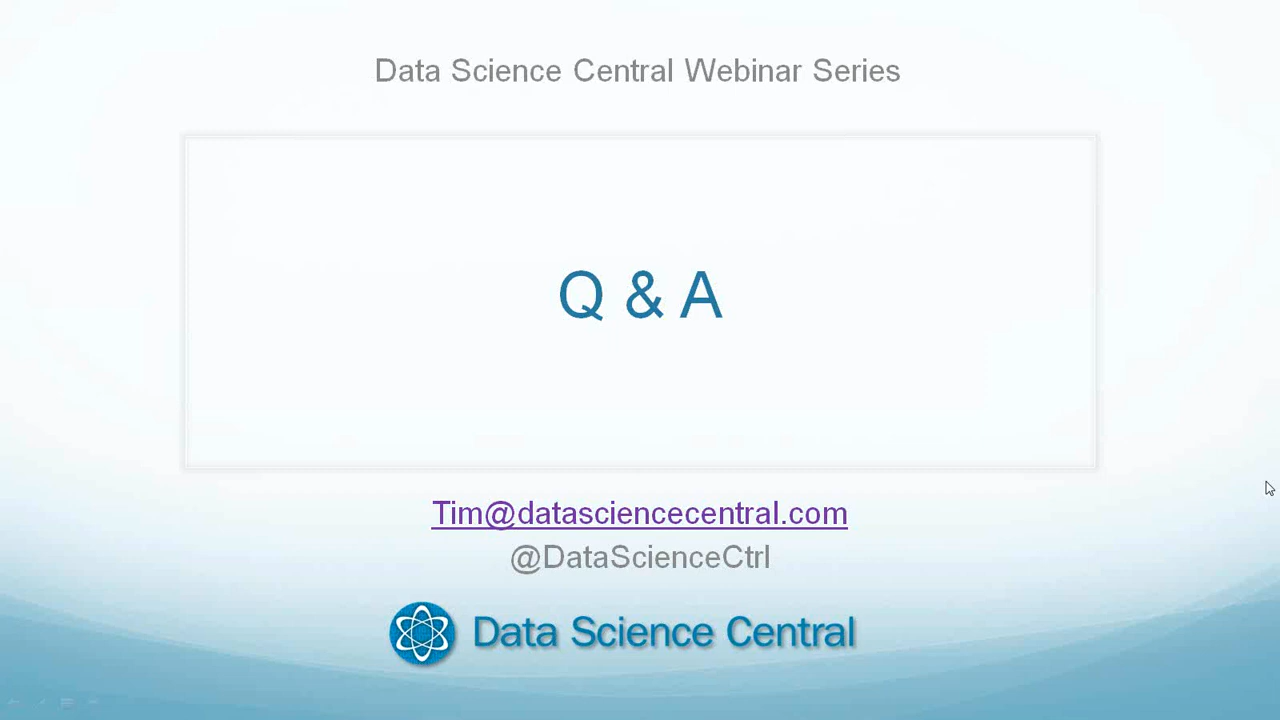 Data Science Central Webinar Series
Q & A
Tim@datasciencecentral.com
@DataScienceCtrl
Data Science Central